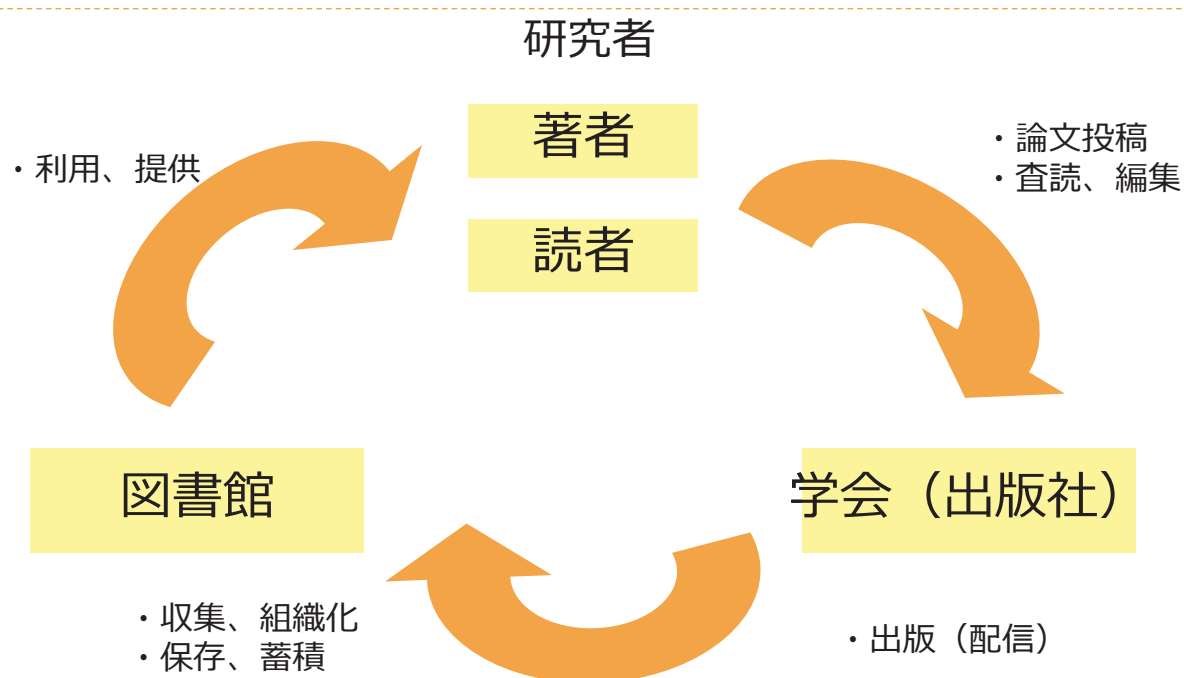 研究者
著者
・論文投稿
・査読、編集
・利用、提供
読者
図書館
学会（出版社）
・収集、組織化
・保存、蓄積
・出版（配信）